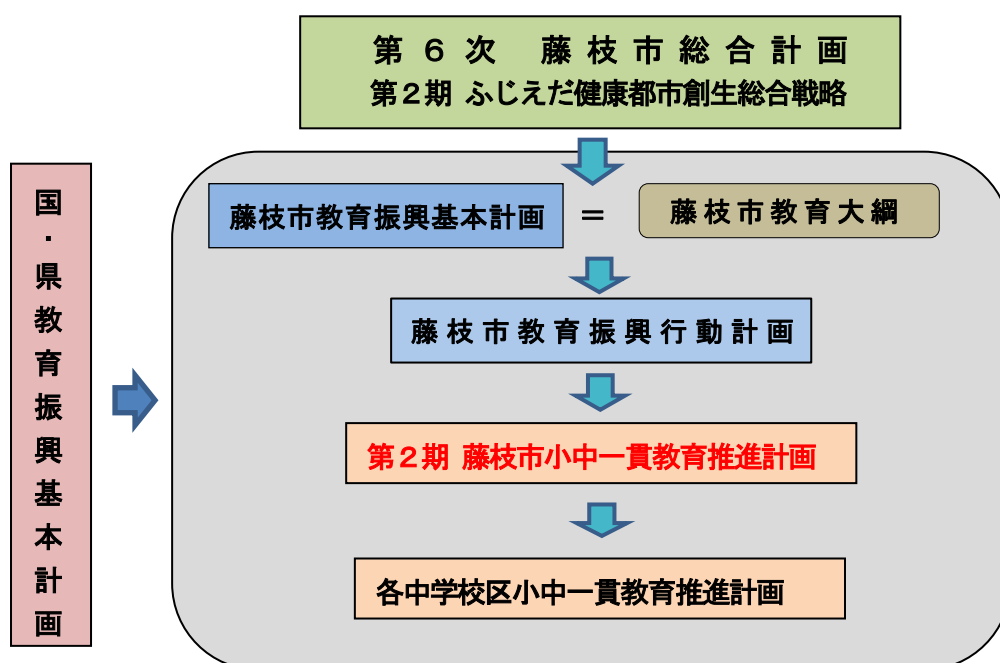 第６次 藤枝市総合計画
第２期 ふじえだ健康都市創生総合戦略
国・県教育振興基本計画
藤枝市教育振興基本計画 ＝ 藤枝市教育大綱
藤枝市教育振興行動計画
第２期 藤枝市小中一貫教育推進計画
各中学校区小中一貫教育推進計画